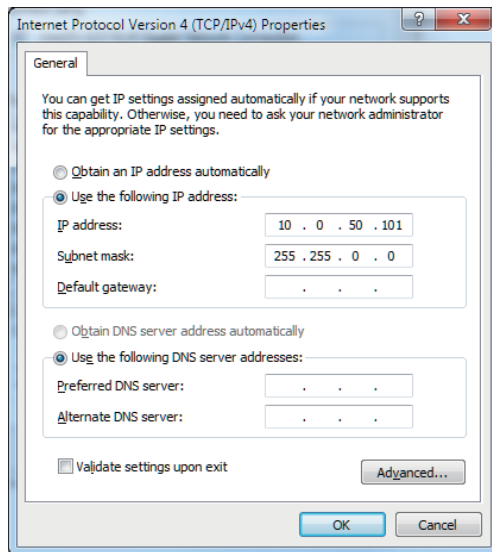 Internet Protocol Version 4 (TCP/IPv4) Properties
General
You can get IP settings assigned automatically if your network supports
this capability. Otherwise, you need to ask your network administrator
for the appropriate IP settings.
Obtain an IP address automatically
Use the following IP address:
IP address: 10 . 0 . 50 . 101
Subnet mask: 255 . 255 . 0 . 0
Default gateway: . . .
Obtain DNS server address automatically
Use the following DNS server addresses:
Preferred DNS server: . . .
Alternate DNS server: . . .
Validate settings upon exit
Advanced...
OK Cancel